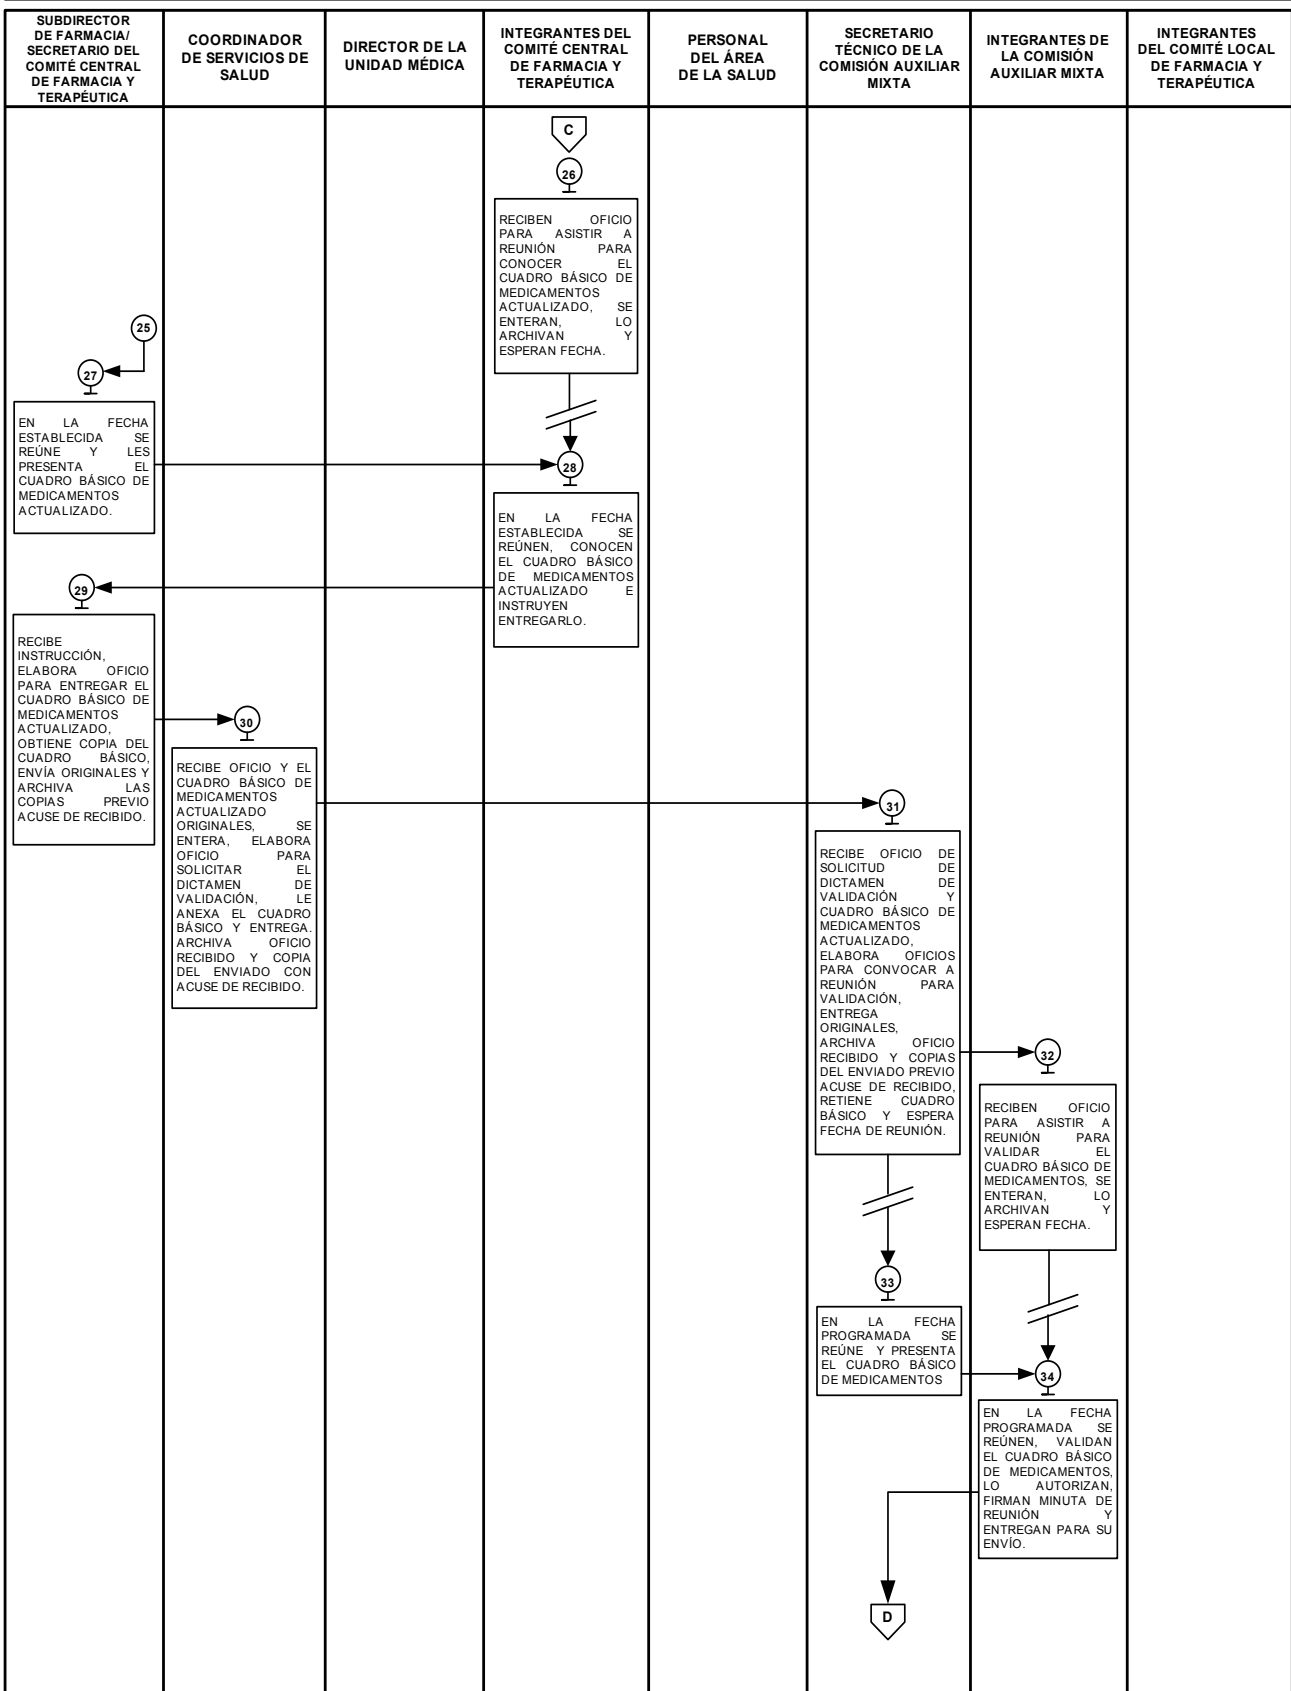 SUBDIRECTOR
DE FARMACIA/
SECRETARIO DEL
COMITÉ CENTRAL
DE FARMACIA Y
TERAPÉUTICA
COORDINADOR
DE SERVICIOS DE
SALUD
DIRECTOR DE LA
UNIDAD MÉDICA
INTEGRANTES DEL
COMITÉ CENTRAL
DE FARMACIA Y
TERAPÉUTICA
PERSONAL
DEL ÁREA
DE LA SALUD
SECRETARIO
TÉCNICO DE LA
COMISIÓN AUXILIAR
MIXTA
INTEGRANTES DE
LA COMISIÓN
AUXILIAR MIXTA
INTEGRANTES
DEL COMITÉ LOCAL
DE FARMACIA Y
TERAPÉUTICA
C
26
RECIBEN OFICIO
PARA ASISTIR A
REUNIÓN PARA
CONOCER EL
CUADRO BÁSICO DE
MEDICAMENTOS
ACTUALIZADO, SE
ENTERAN, LO
ARCHIVAN Y
ESPERAN FECHA.
25
27
EN LA FECHA
ESTABLECIDA SE
REÚNE Y LES
PRESENTA EL
CUADRO BÁSICO DE
MEDICAMENTOS
ACTUALIZADO.
28
EN LA FECHA
ESTABLECIDA SE
REÚNEN, CONOCEN
EL CUADRO BÁSICO
DE MEDICAMENTOS
ACTUALIZADO E
INSTRUYEN
ENTREGARLO.
29
RECIBE
INSTRUCCIÓN,
ELABORA OFICIO
PARA ENTREGAR EL
CUADRO BÁSICO DE
MEDICAMENTOS
ACTUALIZADO,
OBTIENE COPIA DEL
CUADRO BÁSICO,
ENVÍA ORIGINALES Y
ARCHIVA LAS
COPIAS PREVIO
ACUSE DE RECIBIDO.
30
RECIBE OFICIO Y EL
CUADRO BÁSICO DE
MEDICAMENTOS
ACTUALIZADO
ORIGINALES, SE
ENTERA, ELABORA
OFICIO PARA
SOLICITAR EL
DICTAMEN DE
VALIDACIÓN, LE
ANEXA EL CUADRO
BÁSICO Y ENTREGA.
ARCHIVA OFICIO
RECIBIDO Y COPIA
DEL ENVIADO CON
ACUSE DE RECIBIDO.
31
RECIBE OFICIO DE
SOLICITUD DE
DICTAMEN DE
VALIDACIÓN Y
CUADRO BÁSICO DE
MEDICAMENTOS
ACTUALIZADO,
ELABORA OFICIOS
PARA CONVOCAR A
REUNIÓN PARA
VALIDACIÓN,
ENTREGA
ORIGINALES,
ARCHIVA OFICIO
RECIBIDO Y COPIAS
DEL ENVIADO PREVIO
ACUSE DE RECIBIDO,
RETIENE CUADRO
BÁSICO Y ESPERA
FECHA DE REUNIÓN.
32
RECIBEN OFICIO
PARA ASISTIR A
REUNIÓN PARA
VALIDAR EL
CUADRO BÁSICO DE
MEDICAMENTOS, SE
ENTERAN, LO
ARCHIVAN Y
ESPERAN FECHA.
33
EN LA FECHA
PROGRAMADA SE
REÚNE Y PRESENTA
EL CUADRO BÁSICO
DE MEDICAMENTOS
34
EN LA FECHA
PROGRAMADA SE
REÚNEN, VALIDAN
EL CUADRO BÁSICO
DE MEDICAMENTOS,
LO AUTORIZAN,
FIRMAN MINUTA DE
REUNIÓN Y
ENTREGAN PARA SU
ENVÍO.
D